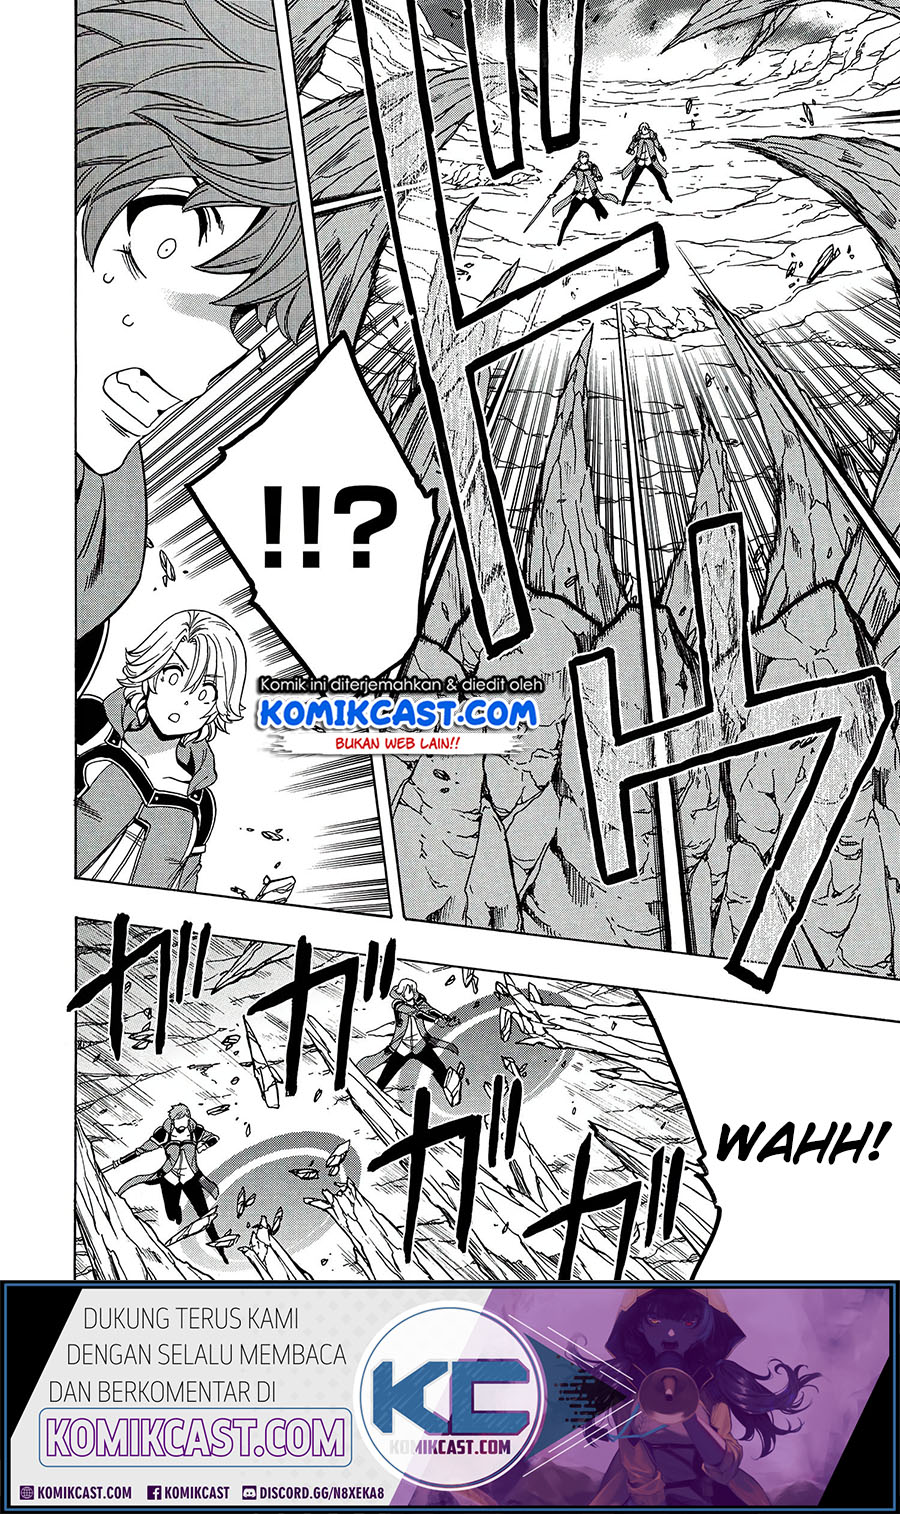 ドドウ
!!?
Komik ini diterjemahkan & diedit oleh
KOMIKCAST.COM
BUKAN WEB LAIN!!
ガガ
ガガ
WAHH!
DUKUNG TERUS KAMI
DENGAN SELALU MEMBACA
DAN BERKOMENTAR DI
KOMIKCAST.COM
KC
KOMIKCAST.COM
KOMIKCAST.COM KOMIKCAST DISCORD.GG/N8XEKA8